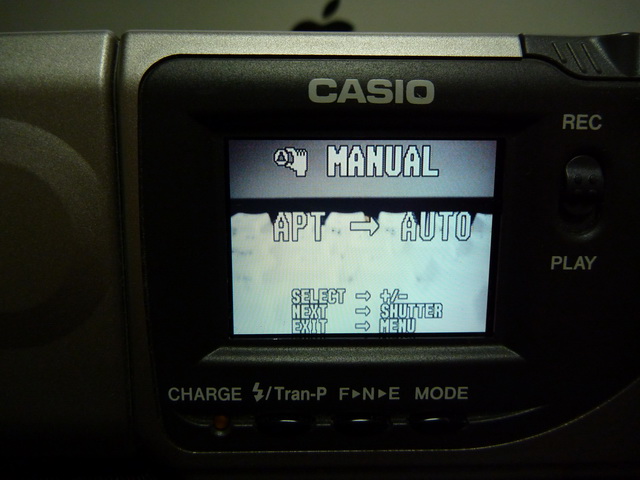 CASIO
REC
MANUAL
APT → AUTO
PLAY
SELECT → +/-
NEXT → SHUTTER
EXIT → MENU
CHARGE ⚡/Tran-P F▶N▶E MODE